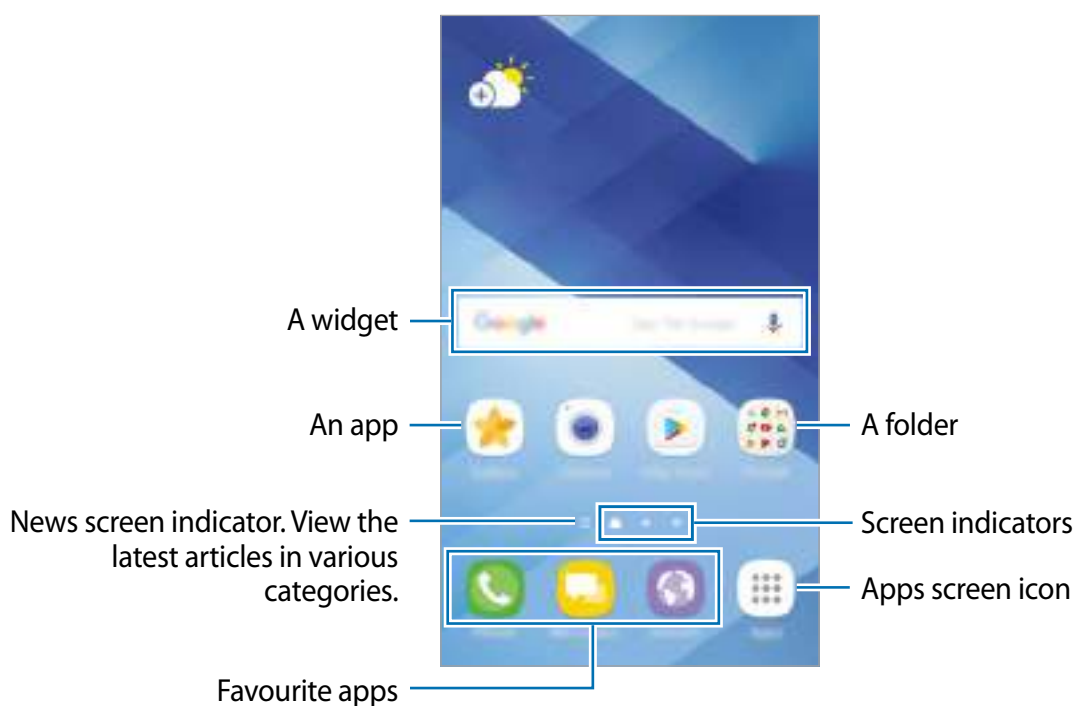 A widget
Google
An app
A folder
News screen indicator. View the
latest articles in various
categories.
Screen indicators
Apps screen icon
Favourite apps